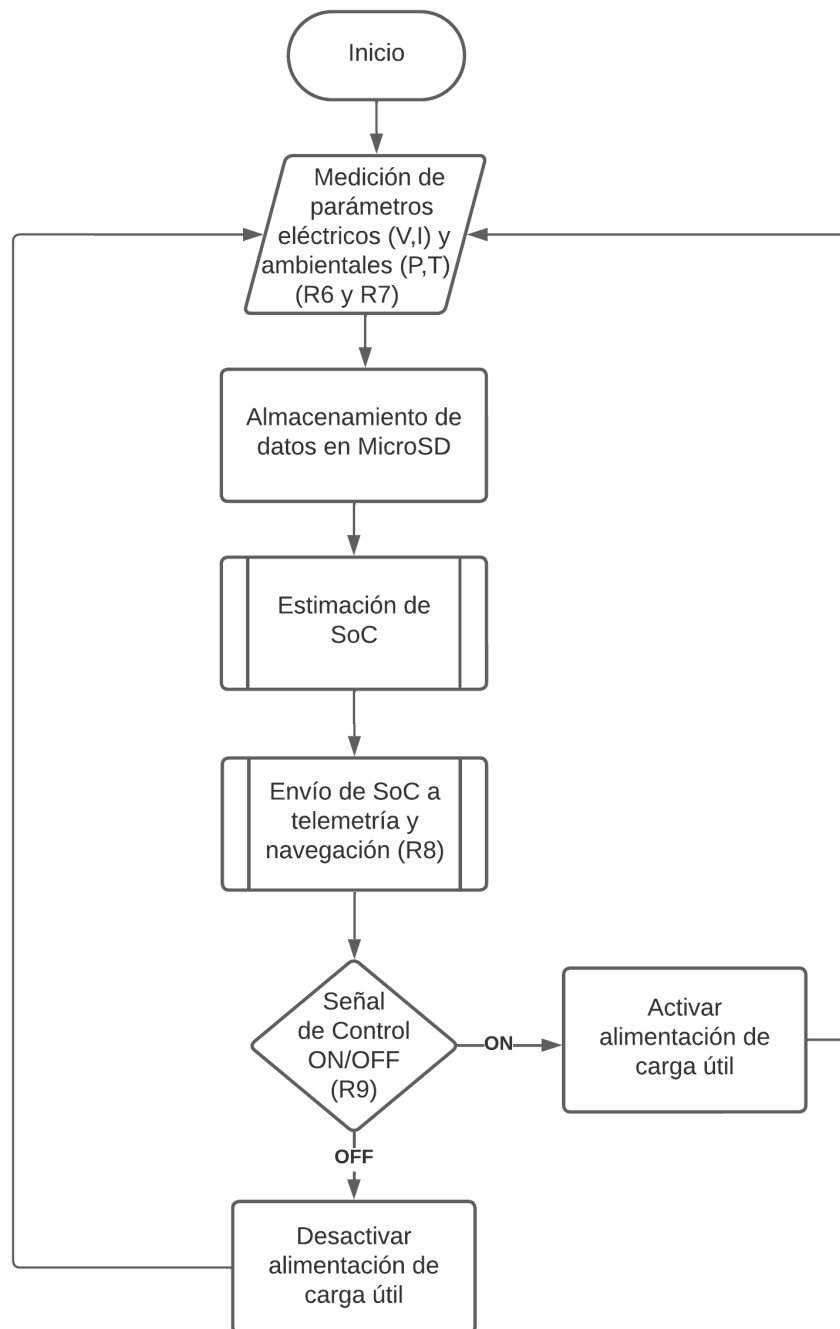 Inicio
Medición de
parámetros
eléctricos (V,I) y
ambientales (P,T)
(R6 y R7)
Almacenamiento de
datos en MicroSD
Estimación de
SoC
Envío de SoC a
telemetría y
navegación (R8)
Señal
de Control
ON/OFF
(R9)
ON
Activar
alimentación de
carga útil
OFF
Desactivar
alimentación de
carga útil